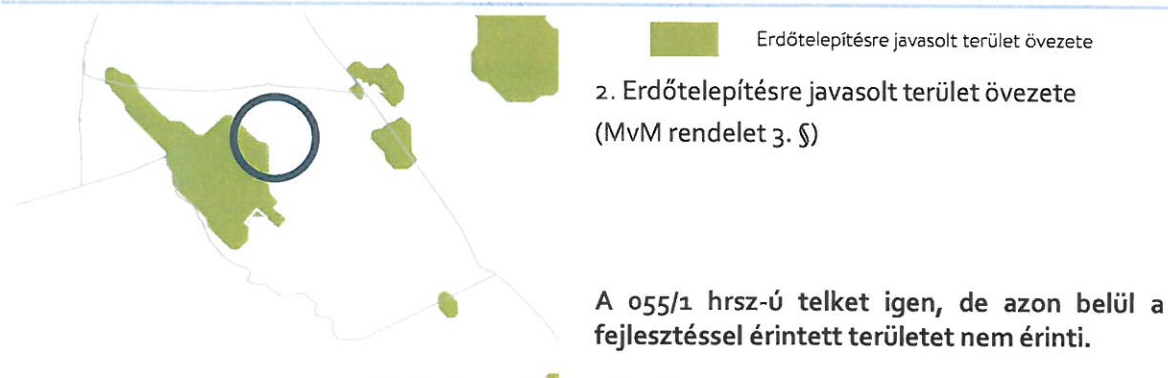 Erdőtelepítésre javasolt terület övezete
2. Erdőtelepítésre javasolt terület övezete
(MvM rendelet 3. §)
A 055/1 hrsz-ú telket igen, de azon belül a
fejlesztéssel érintett területet nem érinti.